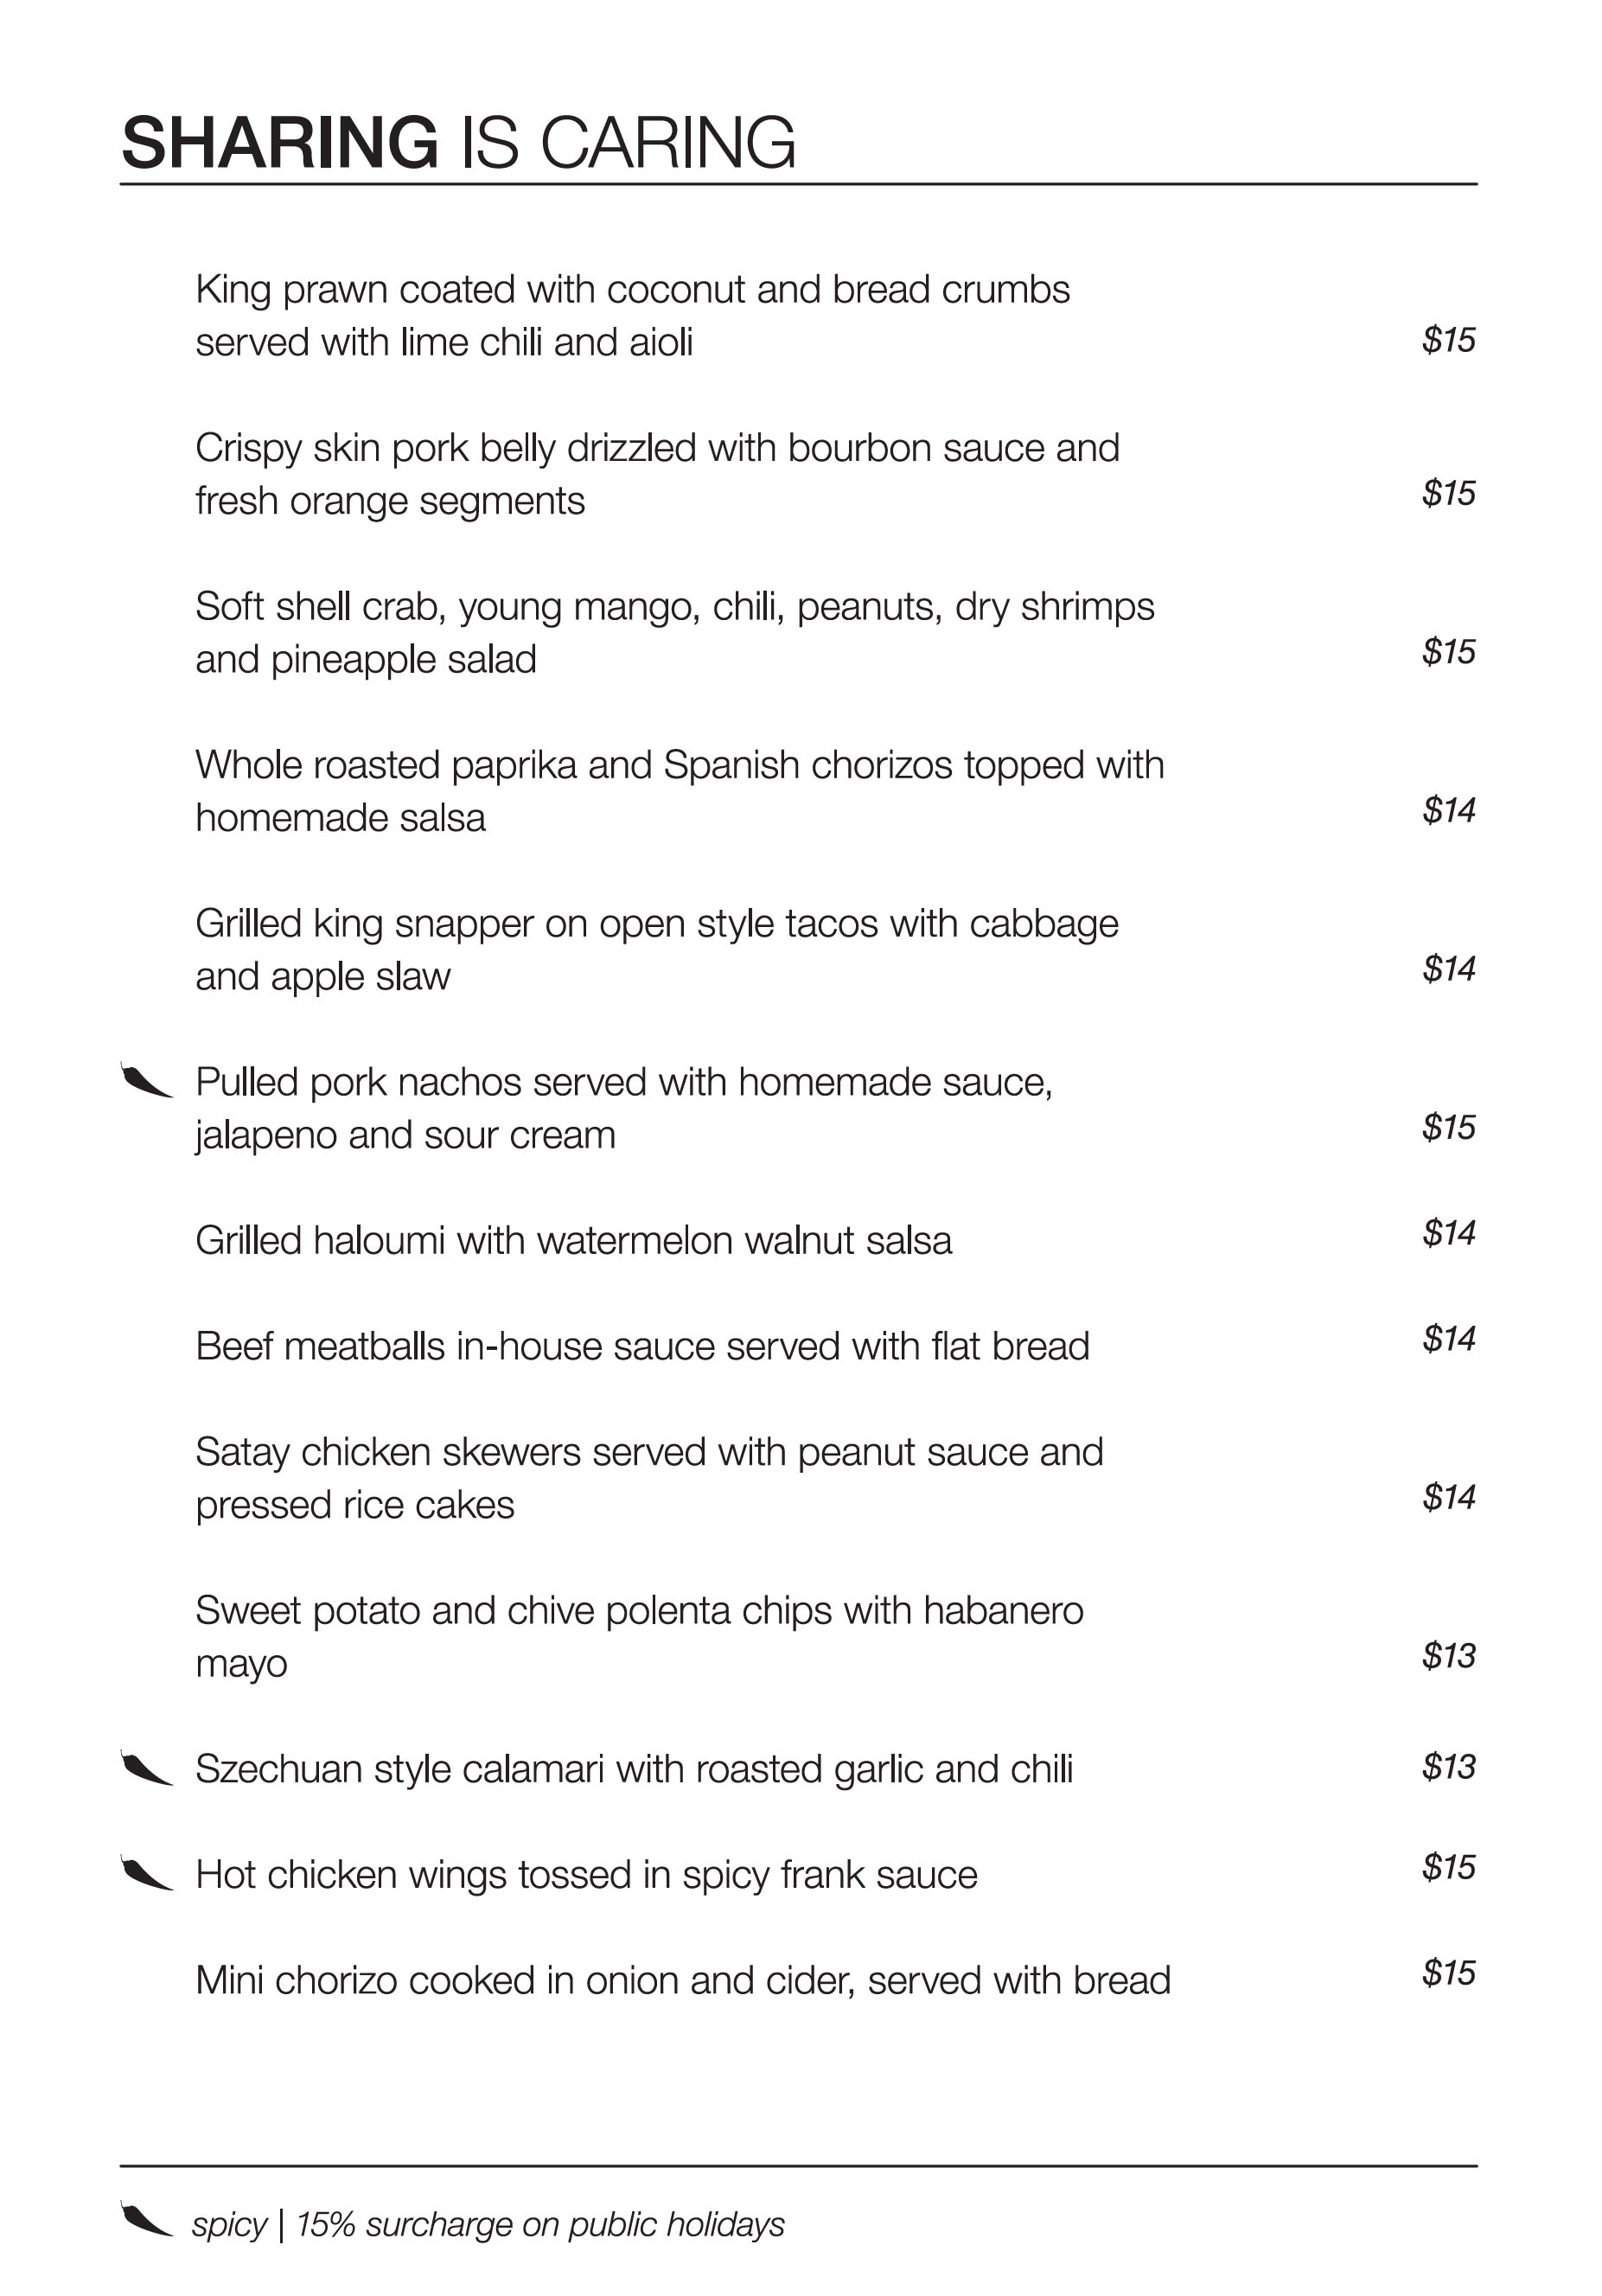 SHARING IS CARING
King prawn coated with coconut and bread crumbs
served with lime chili and aioli $15
Crispy skin pork belly drizzled with bourbon sauce and
fresh orange segments $15
Soft shell crab, young mango, chili, peanuts, dry shrimps
and pineapple salad $15
Whole roasted paprika and Spanish chorizos topped with
homemade salsa $14
Grilled king snapper on open style tacos with cabbage
and apple slaw $14
Pulled pork nachos served with homemade sauce,
jalapeno and sour cream $15
Grilled haloumi with watermelon walnut salsa $14
Beef meatballs in-house sauce served with flat bread $14
Satay chicken skewers served with peanut sauce and
pressed rice cakes $14
Sweet potato and chive polenta chips with habanero
mayo $13
Szechuan style calamari with roasted garlic and chili $13
Hot chicken wings tossed in spicy frank sauce $15
Mini chorizo cooked in onion and cider, served with bread $15
spicy | 15% surcharge on public holidays